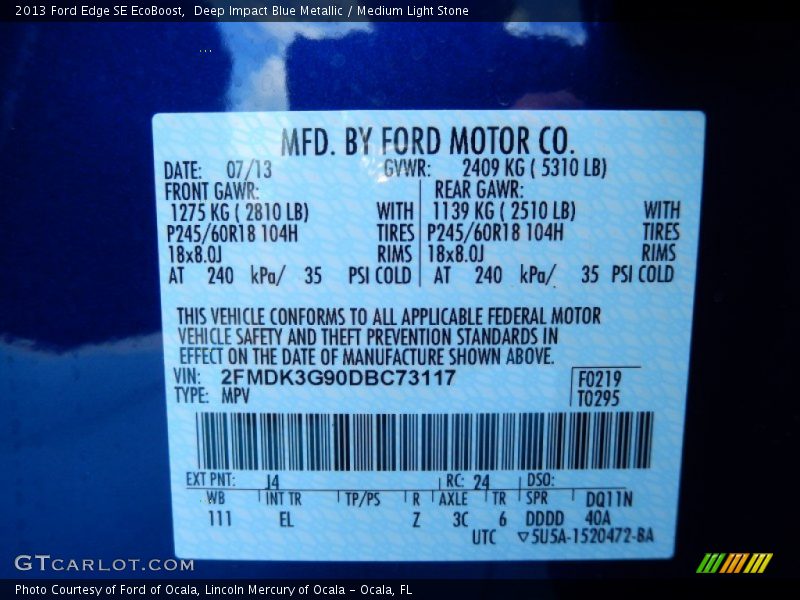 2013 Ford Edge SE EcoBoost,  Deep Impact Blue Metallic / Medium Light Stone
MFD. BY FORD MOTOR CO.
DATE: 07/13 GVWR: 2409 KG ( 5310 LB)
FRONT GAWR: REAR GAWR:
1275 KG ( 2810 LB) WITH 1139 KG ( 2510 LB) WITH
P245/60R18 104H TIRES P245/60R18 104H TIRES
18x8.0J RIMS 18x8.0J RIMS
AT 240 kPa/ 35 PSI COLD AT 240 kPa/ 35 PSI COLD
THIS VEHICLE CONFORMS TO ALL APPLICABLE FEDERAL MOTOR
VEHICLE SAFETY AND THEFT PREVENTION STANDARDS IN
EFFECT ON THE DATE OF MANUFACTURE SHOWN ABOVE.
VIN: 2FMDK3G90DBC73117 F0219
TYPE: MPV T0295
EXT PNT: J4 RC: 24 DSO:
WB INT TR TP/PS R AXLE TR SPR DQ11N
111 EL Z 3C 6 DDDD 40A
UTC ▽5U5A-1520472-BA
GTCARLOT.COM
Photo Courtesy of Ford of Ocala, Lincoln Mercury of Ocala - Ocala, FL